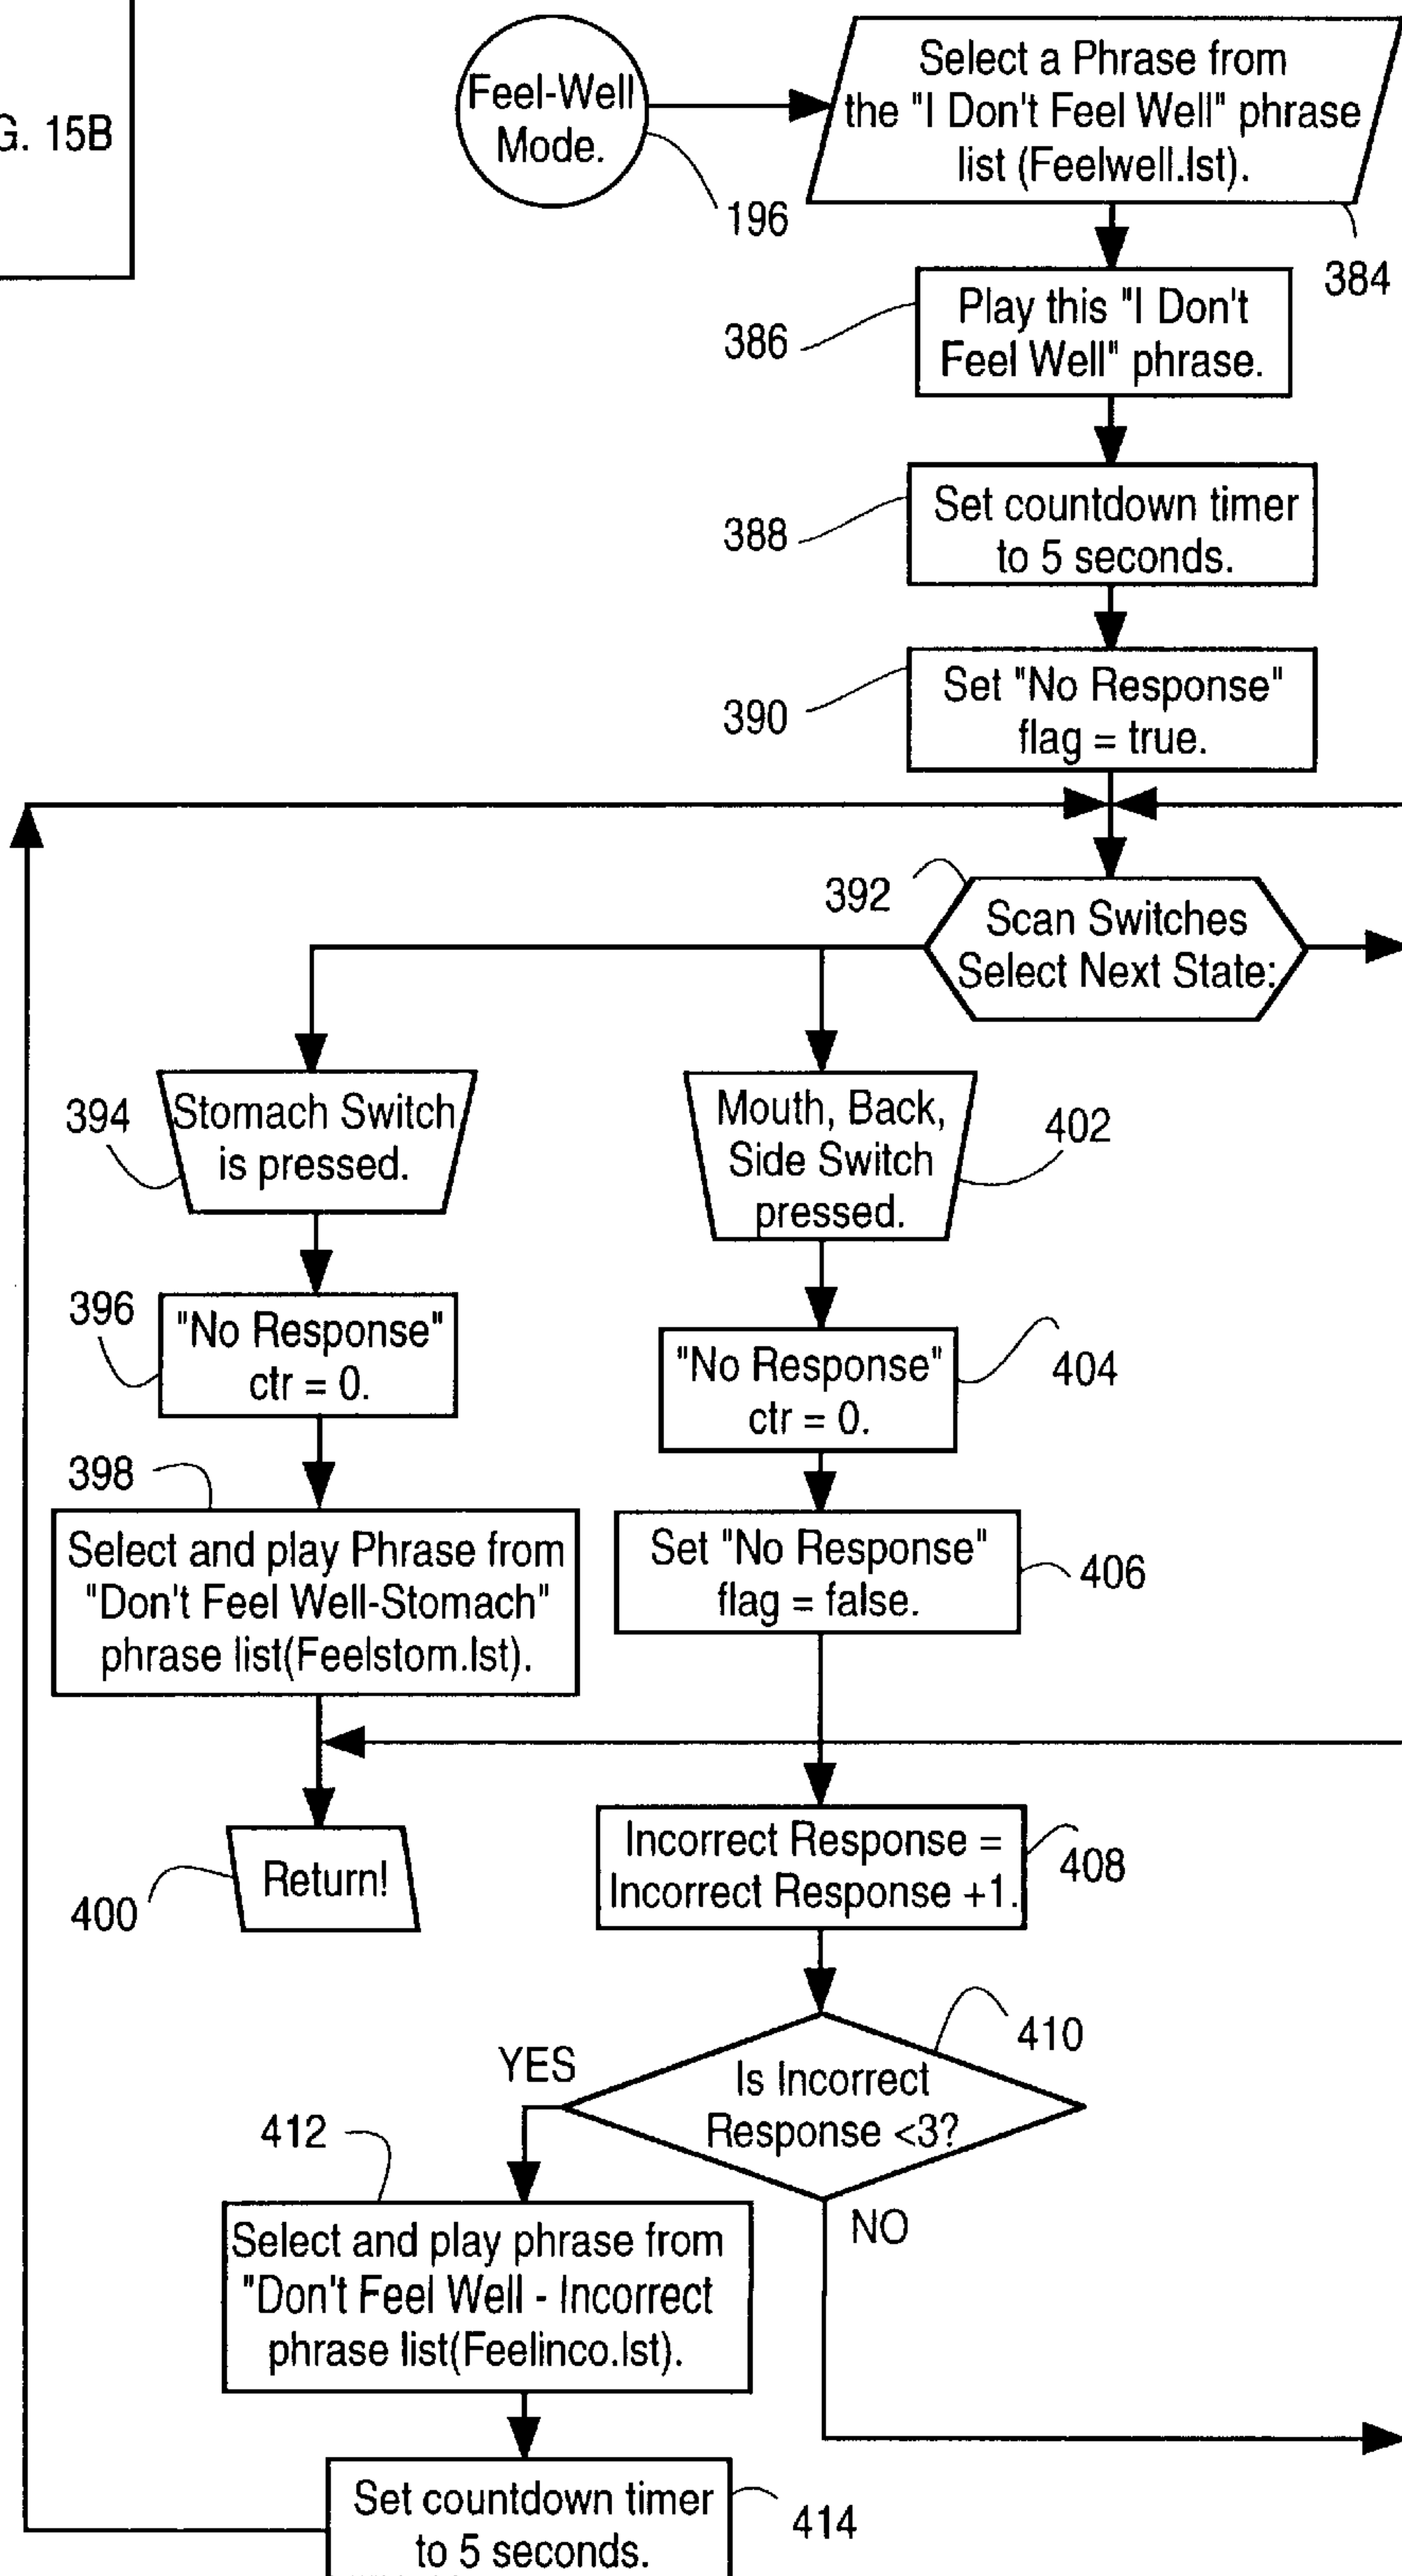 G. 15B
Feel-Well
Mode.
196
Select a Phrase from
the "I Don't Feel Well" phrase
list (Feelwell.lst).
384
Play this "I Don't
Feel Well" phrase.
386
Set countdown timer
to 5 seconds.
388
Set "No Response"
flag = true.
390
392
Scan Switches
Select Next State:
394
Stomach Switch
is pressed.
Mouth, Back,
Side Switch
pressed.
402
396
"No Response"
ctr = 0.
"No Response"
ctr = 0.
404
398
Select and play Phrase from
"Don't Feel Well-Stomach"
phrase list(Feelstom.lst).
Set "No Response"
flag = false.
406
400
Return!
Incorrect Response =
Incorrect Response +1.
408
410
Is Incorrect
Response <3?
YES
NO
412
Select and play phrase from
"Don't Feel Well - Incorrect
phrase list(Feelinco.lst).
Set countdown timer
to 5 seconds.
414